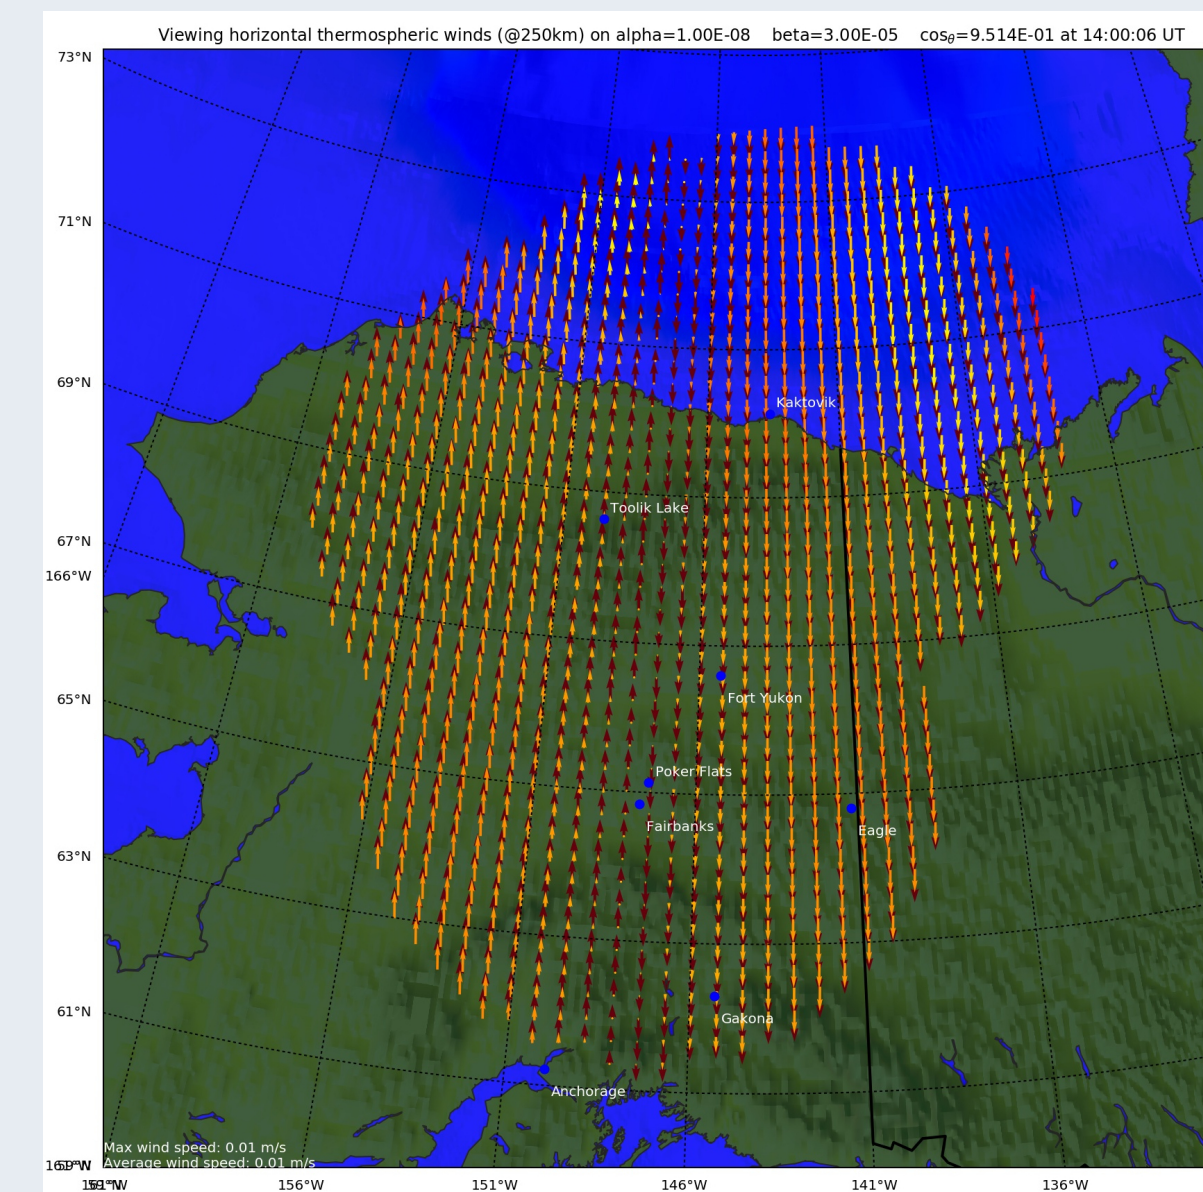 Viewing horizontal thermospheric winds (@250km) on alpha=1.00E-08 beta=3.00E-05 cosθ=9.514E-01 at 14:00:06 UT
73°N
71°N
69°N
Kaktovik
Toolik Lake
67°N
166°W
65°N
Fort Yukon
Poker Flats
Fairbanks
Eagle
63°N
61°N
Gakona
Anchorage
Max wind speed: 0.01 m/s
Average wind speed: 0.01 m/s
156°W 151°W 146°W 141°W 136°W